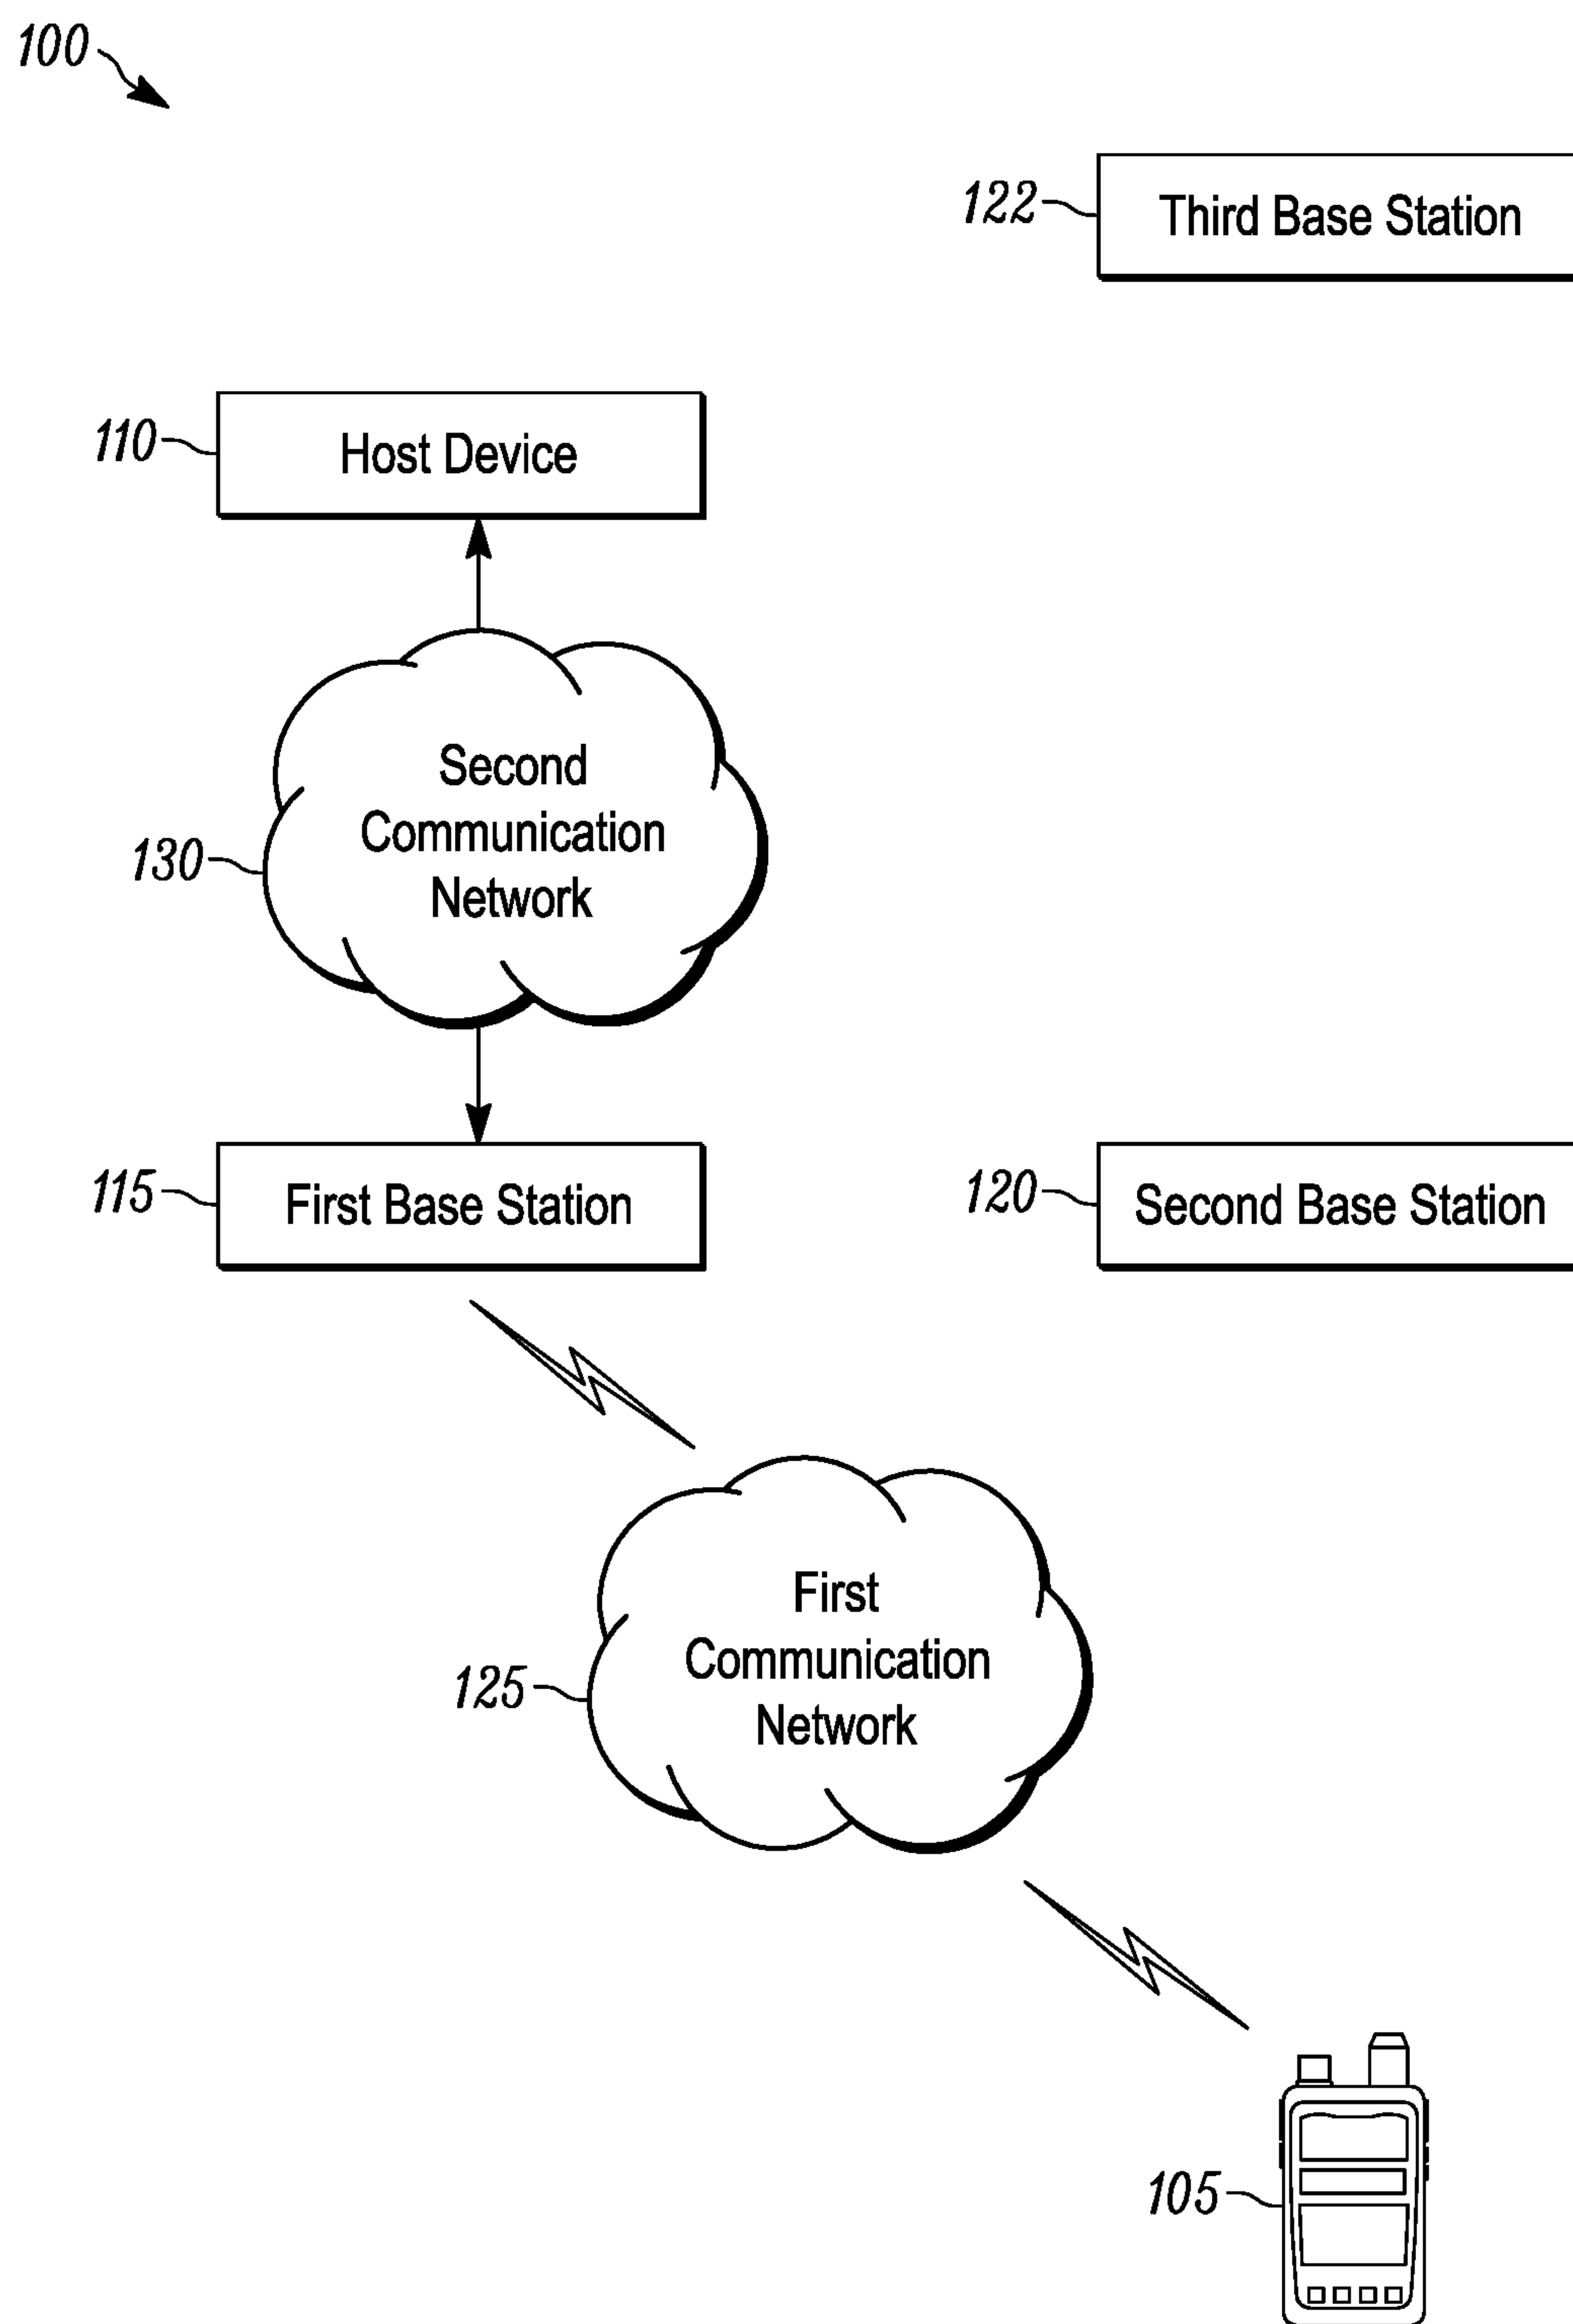 100
122
Third Base Station
110
Host Device
Second
Communication
Network
130
115
First Base Station
120
Second Base Station
First
Communication
Network
125
105